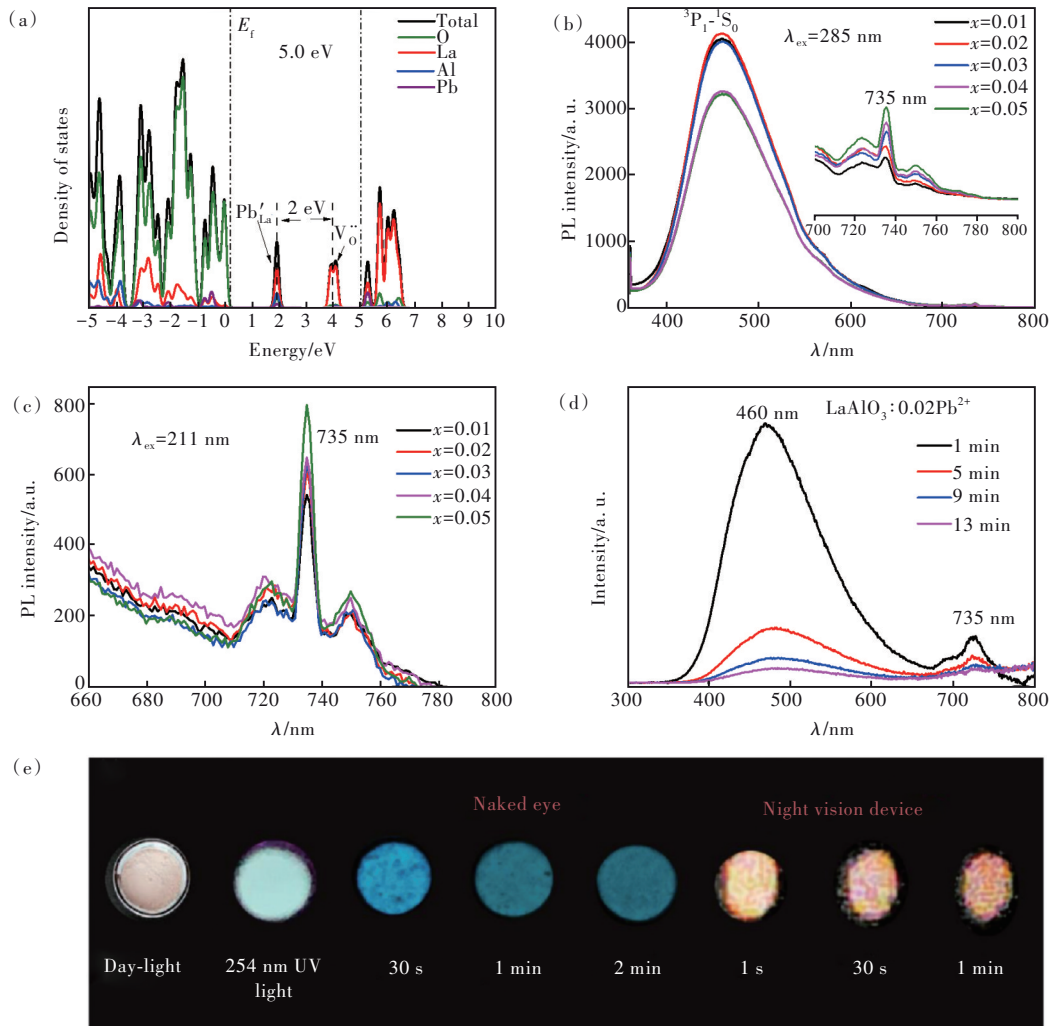 (a)
E_f
5.0 eV
Total
O
La
Al
Pb
Pb′_La
2 eV
V_O^··
Density of states
−5 −4 −3 −2 −1 0 1 2 3 4 5 6 7 8 9 10
Energy/eV
(b)
³P₁-¹S₀
λ_ex=285 nm
x=0.01
x=0.02
x=0.03
x=0.04
x=0.05
735 nm
700 720 740 760 780 800
4000
3000
2000
1000
0
PL intensity/a. u.
400 500 600 700 800
λ/nm
(c)
λ_ex=211 nm
735 nm
x=0.01
x=0.02
x=0.03
x=0.04
x=0.05
800
600
400
200
0
PL intensity/a.u.
660 680 700 720 740 760 780 800
λ/nm
(d)
460 nm
LaAlO₃:0.02Pb²⁺
1 min
5 min
9 min
13 min
735 nm
Intensity/a. u.
300 400 500 600 700 800
λ/nm
(e)
Naked eye
Night vision device
Day-light
254 nm UV
light
30 s
1 min
2 min
1 s
30 s
1 min